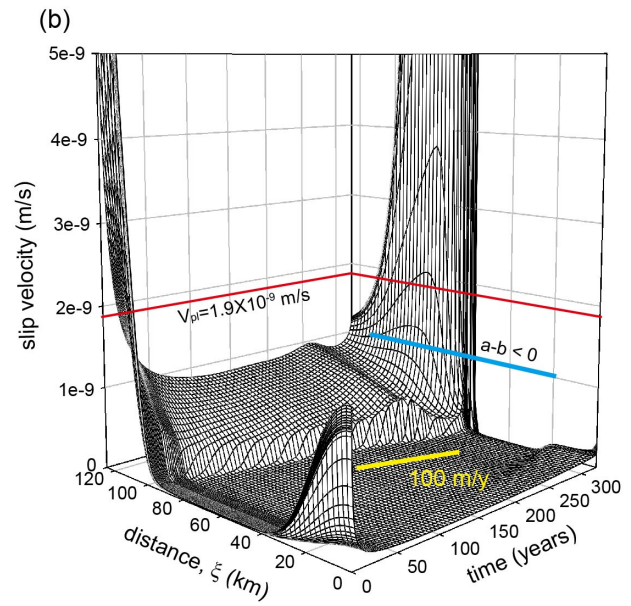 (b)
5e-9
4e-9
3e-9
2e-9
1e-9
0
slip velocity (m/s)
Vpl=1.9X10⁻⁹ m/s
a-b < 0
100 m/y
120
100
80
60
40
20
0
distance, ξ (km)
0
50
100
150
200
250
300
time (years)